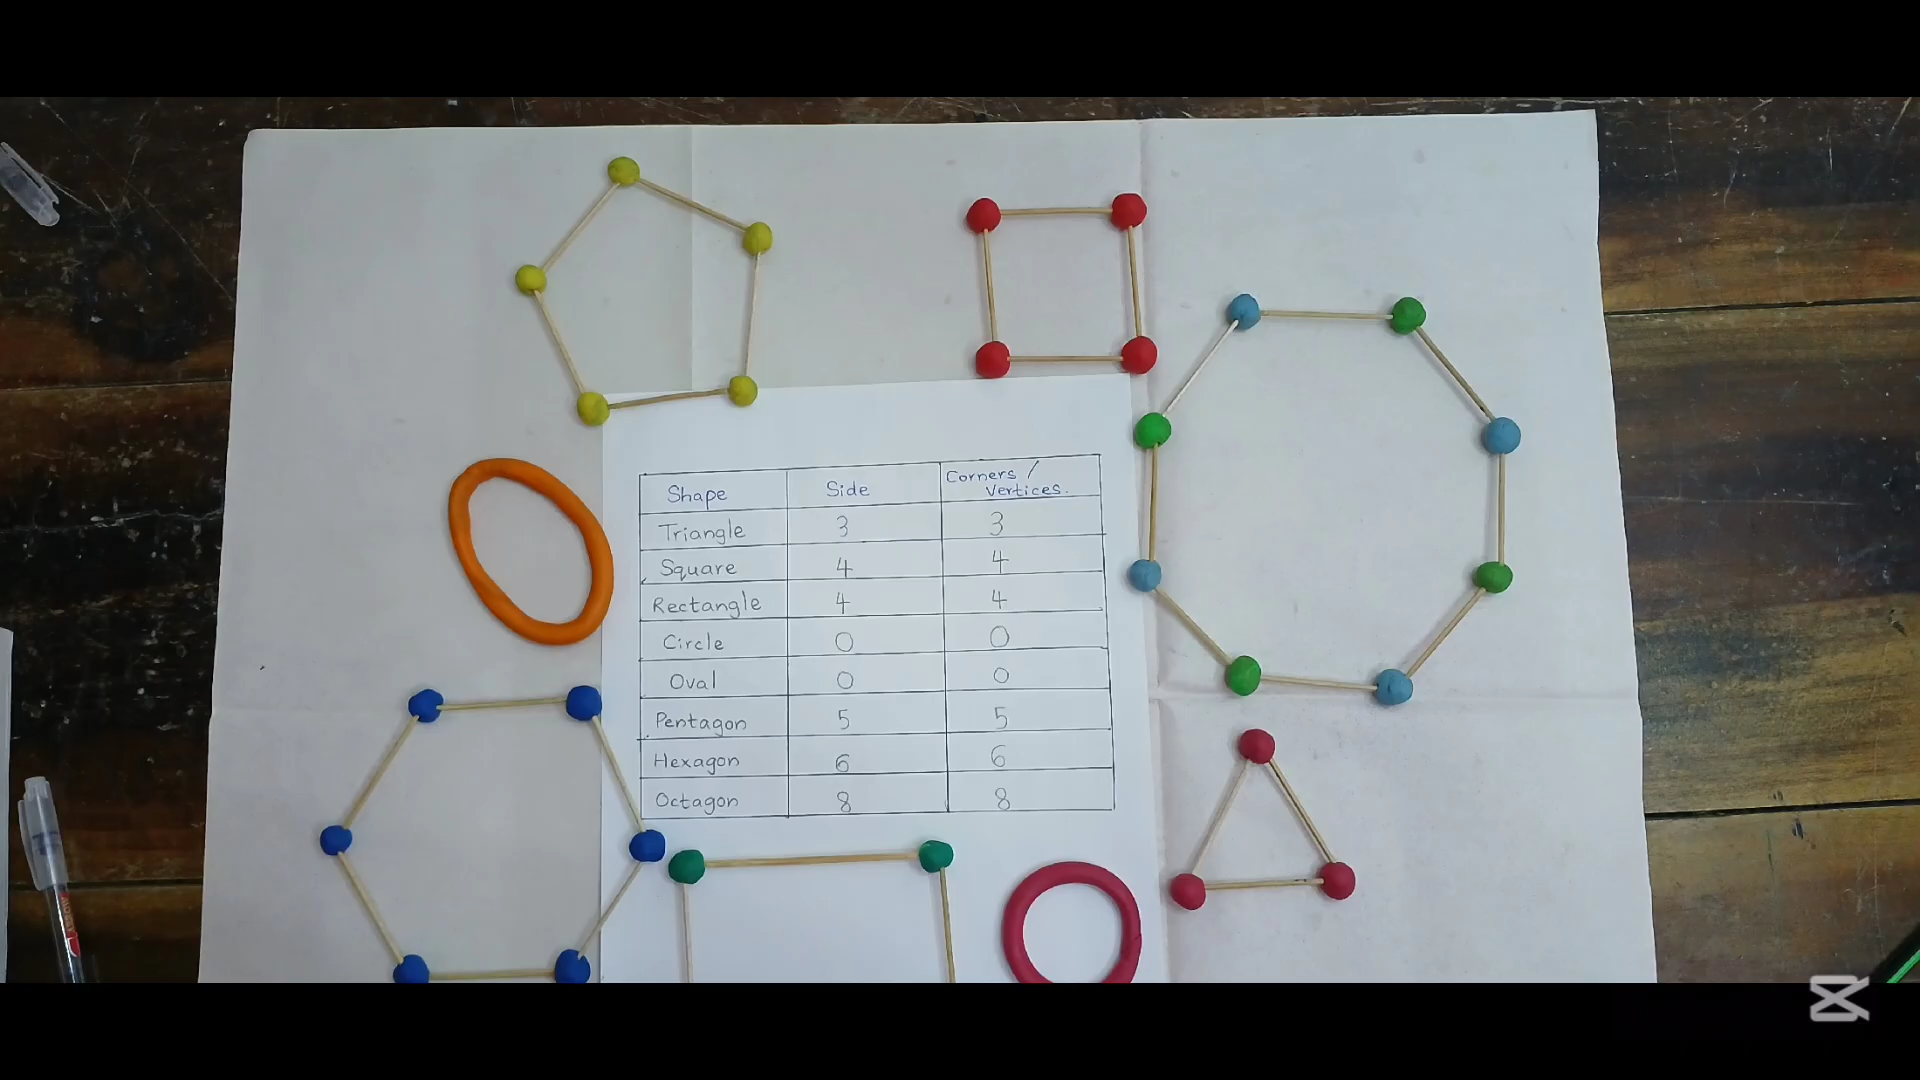 Shape Side Corners / Vertices.
Triangle 3 3
Square 4 4
Rectangle 4 4
Circle 0 0
Oval 0 0
Pentagon 5 5
Hexagon 6 6
Octagon 8 8